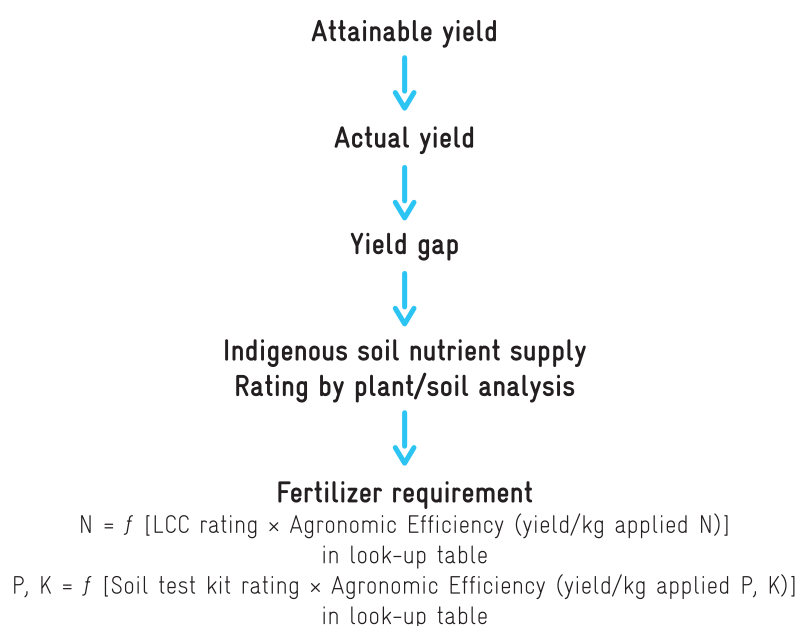 Attainable yield
Actual yield
Yield gap
Indigenous soil nutrient supply
Rating by plant/soil analysis
Fertilizer requirement
N = f [LCC rating × Agronomic Efficiency (yield/kg applied N)]
in look-up table
P, K = f [Soil test kit rating × Agronomic Efficiency (yield/kg applied P, K)]
in look-up table